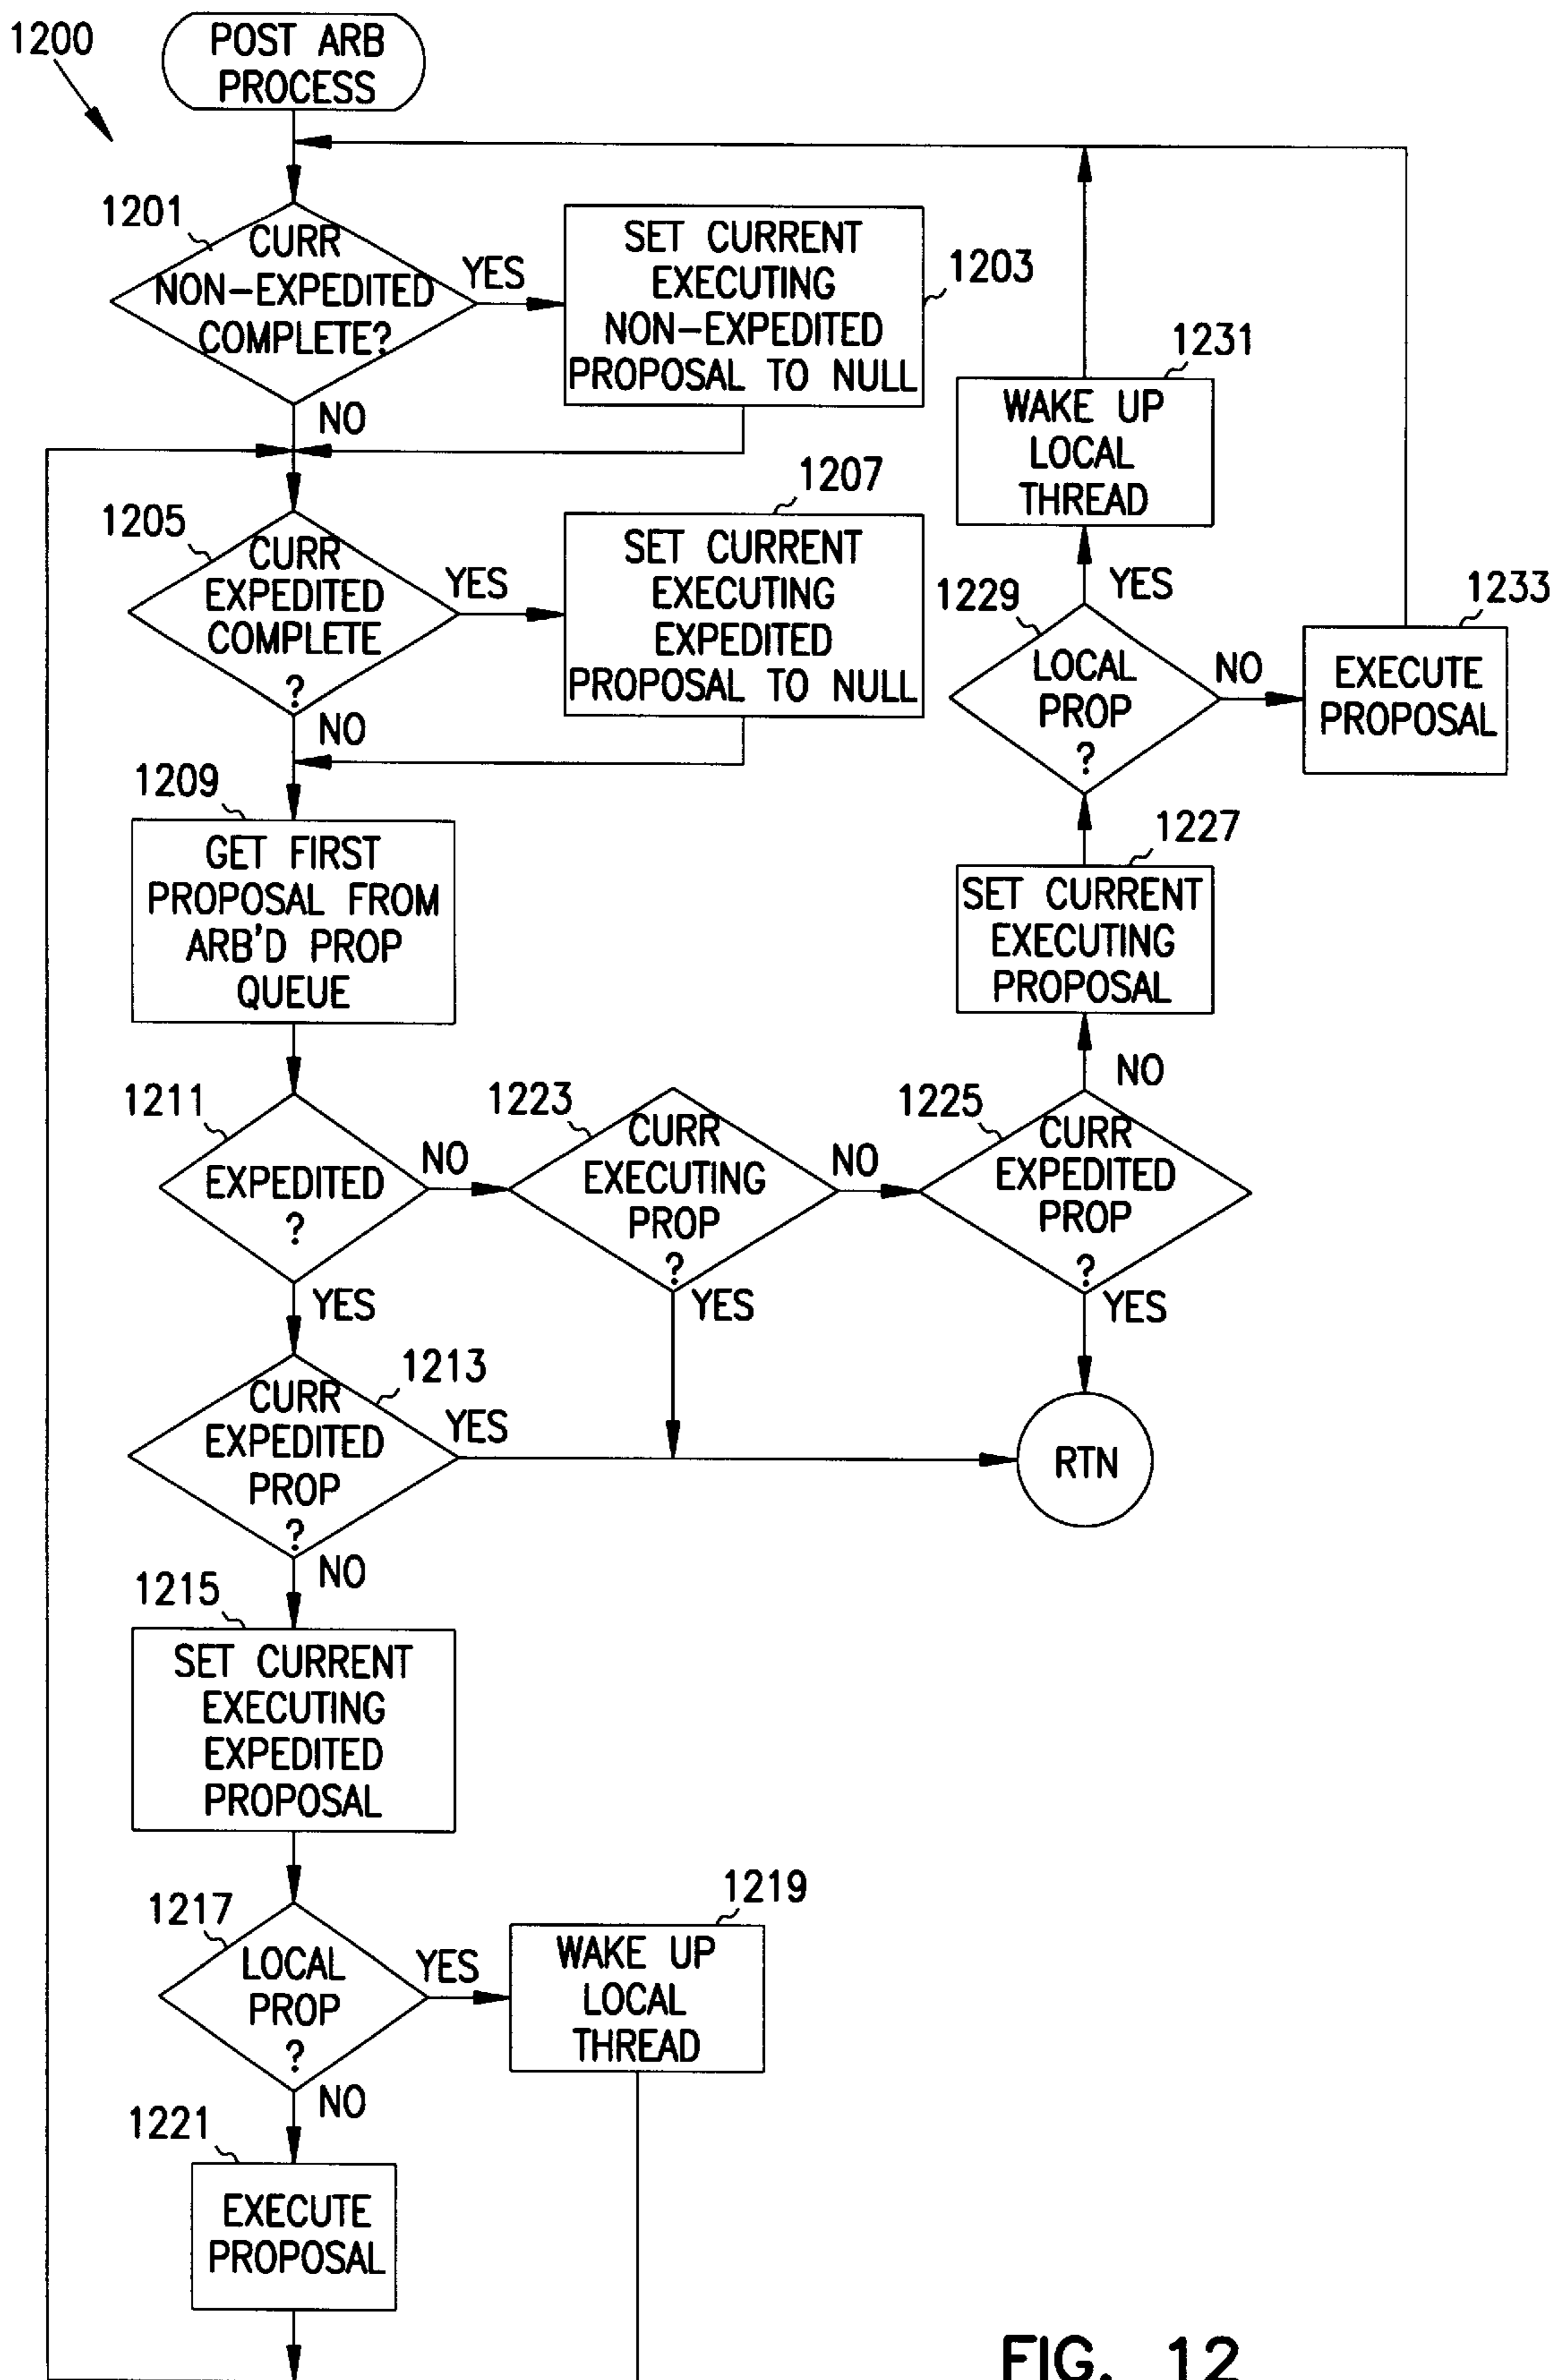 1200
POST ARB
PROCESS
1201
CURR
NON-EXPEDITED
COMPLETE?
YES
NO
SET CURRENT
EXECUTING
NON-EXPEDITED
PROPOSAL TO NULL
1203
1205
CURR
EXPEDITED
COMPLETE
?
YES
NO
1207
SET CURRENT
EXECUTING
EXPEDITED
PROPOSAL TO NULL
1209
GET FIRST
PROPOSAL FROM
ARB'D PROP
QUEUE
1211
EXPEDITED
?
NO
YES
1223
CURR
EXECUTING
PROP
?
NO
YES
1225
CURR
EXPEDITED
PROP
?
NO
YES
1227
SET CURRENT
EXECUTING
PROPOSAL
1229
LOCAL
PROP
?
YES
NO
1231
WAKE UP
LOCAL
THREAD
1233
EXECUTE
PROPOSAL
RTN
1213
CURR
EXPEDITED
PROP
?
YES
NO
1215
SET CURRENT
EXECUTING
EXPEDITED
PROPOSAL
1217
LOCAL
PROP
?
YES
NO
1219
WAKE UP
LOCAL
THREAD
1221
EXECUTE
PROPOSAL
FIG. 12